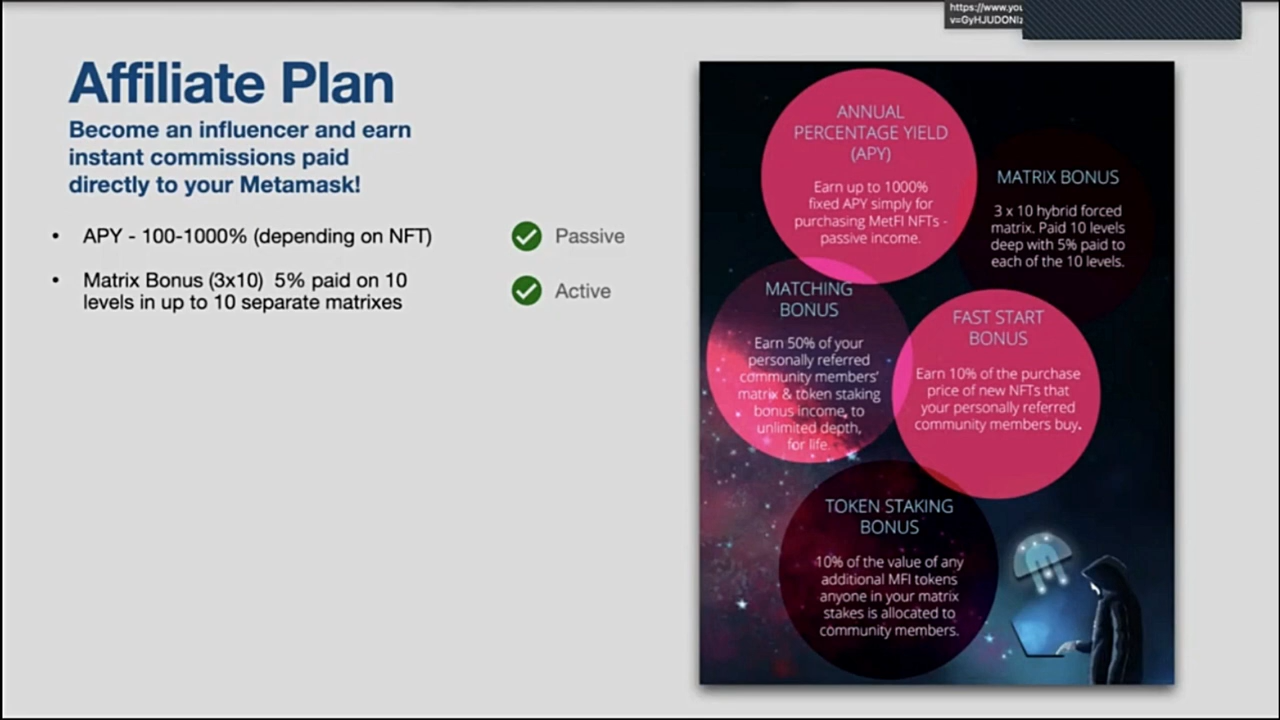 https://www.you
v=GyHJUDONIz
Affiliate Plan
Become an influencer and earn
instant commissions paid
directly to your Metamask!
• APY - 100-1000% (depending on NFT)
Passive
• Matrix Bonus (3x10) 5% paid on 10
levels in up to 10 separate matrixes
Active
ANNUAL
PERCENTAGE YIELD
(APY)
Earn up to 1000%
fixed APY simply for
purchasing MetFI NFTs -
passive income.
MATRIX BONUS
3 x 10 hybrid forced
matrix. Paid 10 levels
deep with 5% paid to
each of the 10 levels.
MATCHING
BONUS
Earn 50% of your
personally referred
community members'
matrix & token staking
bonus income, to
unlimited depth,
for life.
FAST START
BONUS
Earn 10% of the purchase
price of new NFTs that
your personally referred
community members buy.
TOKEN STAKING
BONUS
10% of the value of any
additional MFI tokens
anyone in your matrix
stakes is allocated to
community members.